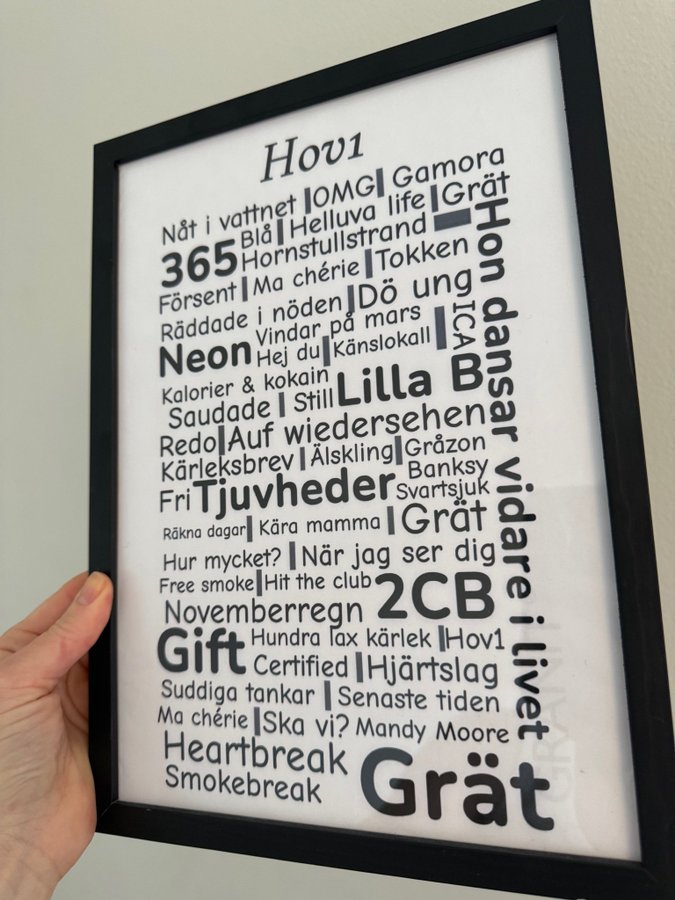 Hov1
Nåt i vattnet | OMG | Gamora
Blå | Helluva life | Grät
365 Hornstullstrand
Försent | Ma chérie | Tokken
Räddade i nöden | Dö ung
Vindar på mars
Neon Hej du | Känslokall | ICA
Kalorier & kokain
Lilla B
Saudade | Still
Redo | Auf wiedersehen
Kärleksbrev | Älskling | Gråzon
Banksy
Fri Tjuvheder Svartsjuk
Räkna dagar | Kära mamma | Grät
Hur mycket? | När jag ser dig
Free smoke | Hit the club
Novemberregn 2CB
Gift Hundra lax kärlek | Hov1
Certified | Hjärtslag
Suddiga tankar | Senaste tiden
Ma chérie | Ska vi? Mandy Moore
Heartbreak
Smokebreak
Grät
Hon dansar vidare i livet